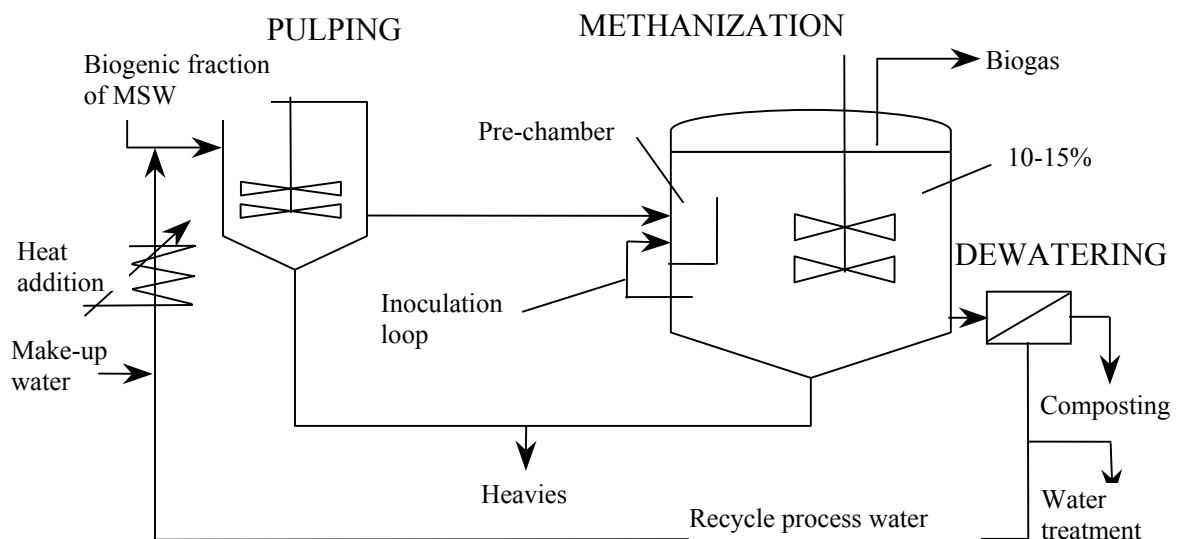 PULPING
METHANIZATION
Biogenic fraction
of MSW
Biogas
Pre-chamber
10-15%
Heat
addition
Inoculation
loop
DEWATERING
Make-up
water
Composting
Heavies
Recycle process water
Water
treatment